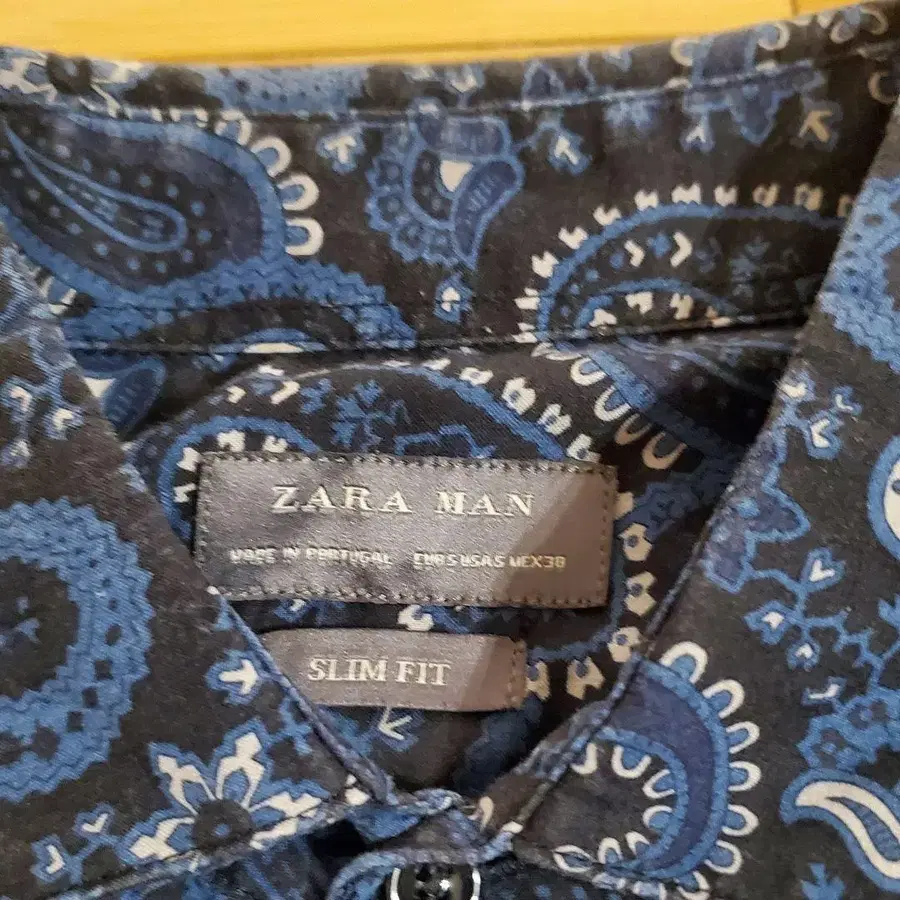 ZARA MAN
MADE IN PORTUGAL EUR S USA S MEX 38
SLIM FIT